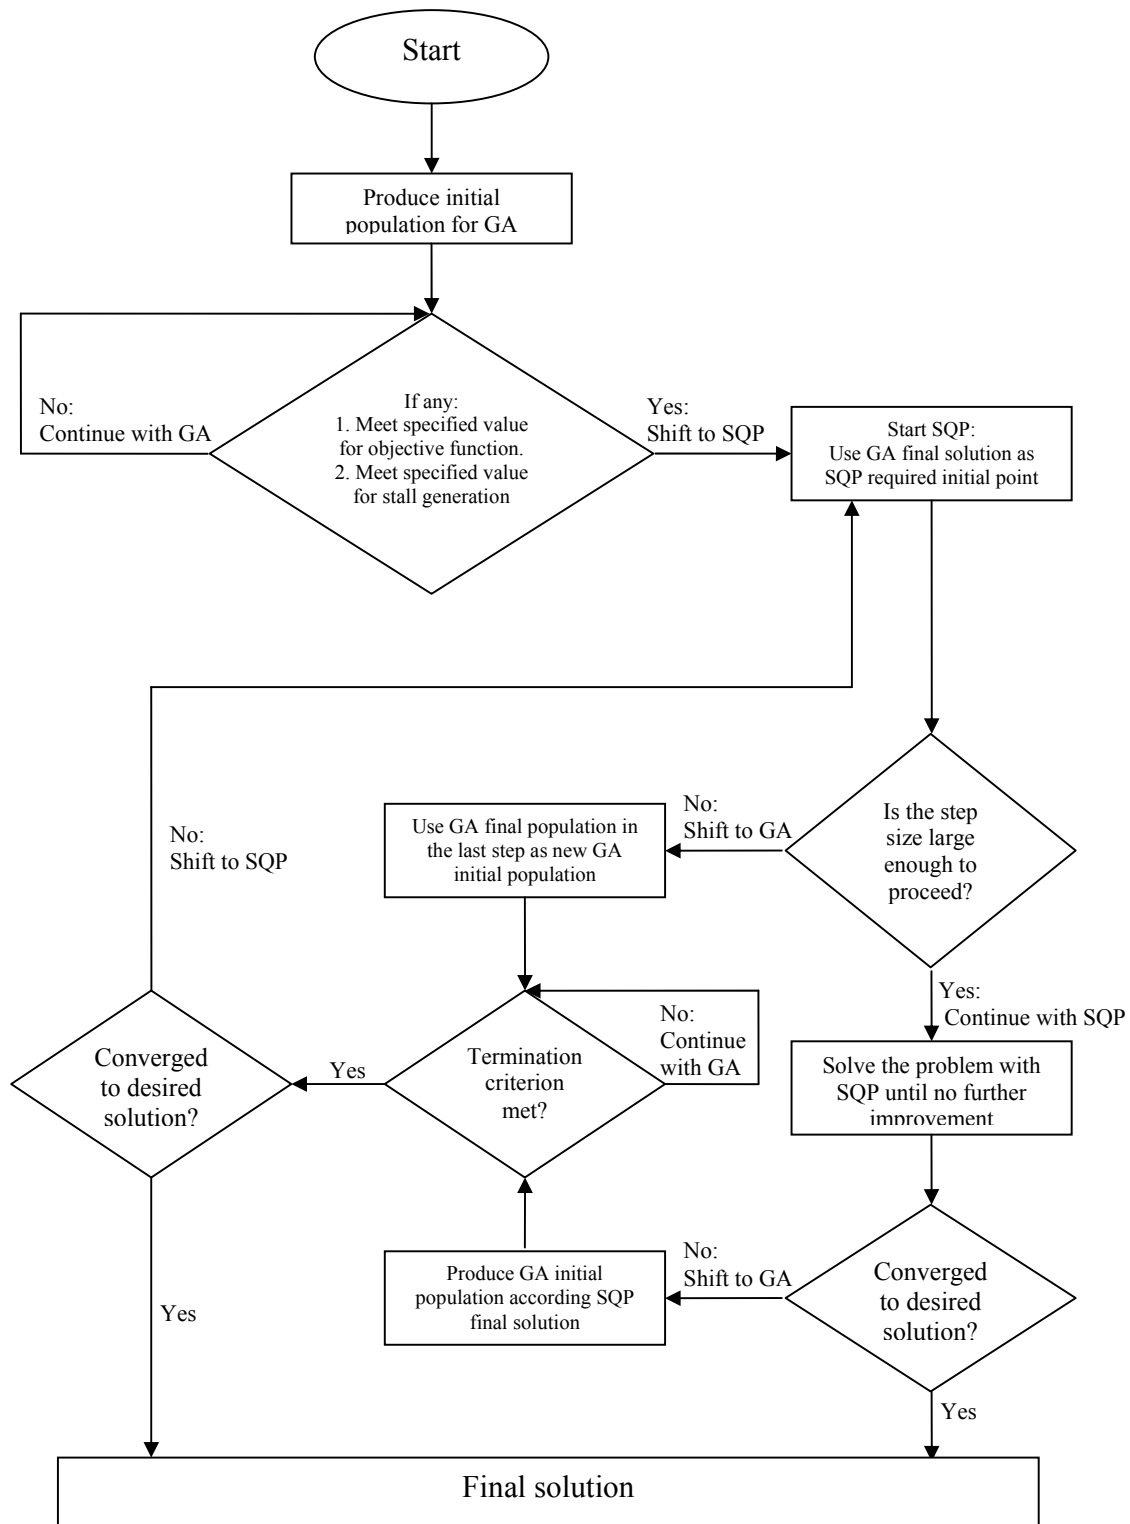 Start
Produce initial
population for GA
No:
Continue with GA
If any:
1. Meet specified value
for objective function.
2. Meet specified value
for stall generation
Yes:
Shift to SQP
Start SQP:
Use GA final solution as
SQP required initial point
No:
Shift to SQP
Use GA final population in
the last step as new GA
initial population
No:
Shift to GA
Is the step
size large
enough to
proceed?
Yes:
Continue with SQP
Converged
to desired
solution?
Yes
Termination
criterion
met?
No:
Continue
with GA
Solve the problem with
SQP until no further
improvement
Yes
Produce GA initial
population according SQP
final solution
No:
Shift to GA
Converged
to desired
solution?
Yes
Final solution